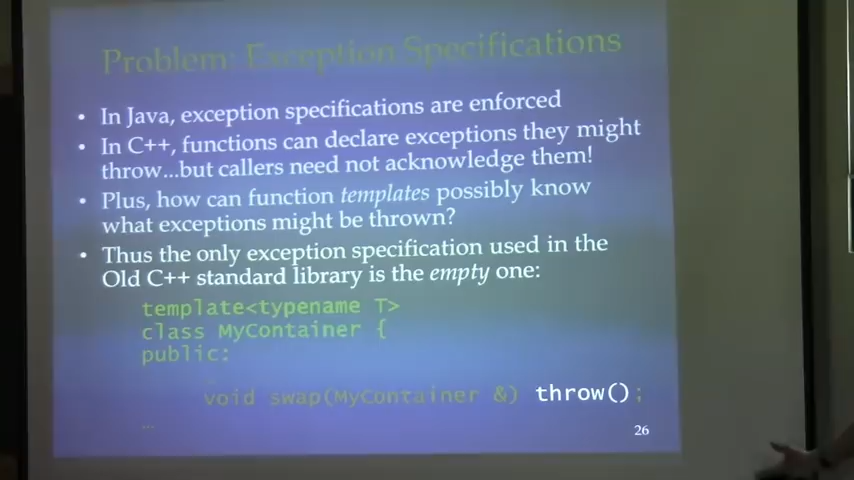 Problem: Exception Specifications
• In Java, exception specifications are enforced
• In C++, functions can declare exceptions they might
throw...but callers need not acknowledge them!
• Plus, how can function templates possibly know
what exceptions might be thrown?
• Thus the only exception specification used in the
Old C++ standard library is the empty one:
template<typename T>
class MyContainer {
public:
void swap(MyContainer &) throw();
...
26